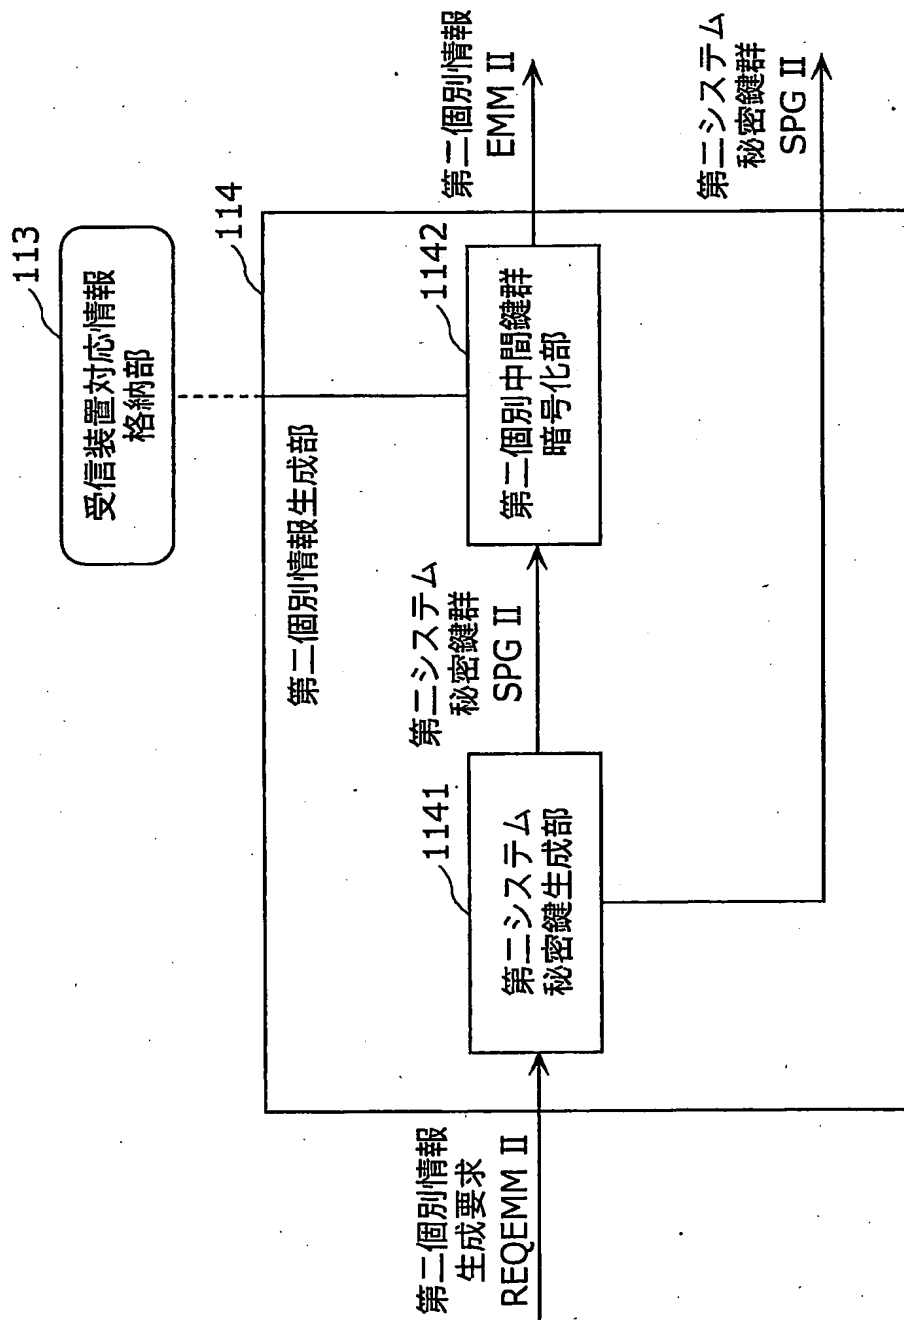 113
受信装置対応情報
格納部
114
第二個別情報生成部
第二個別情報
生成要求
REQEMM II
1141
第二システム
秘密鍵生成部
第二システム
秘密鍵群
SPG II
1142
第二個別中間鍵群
暗号化部
第二個別情報
EMM II
第二システム
秘密鍵群
SPG II